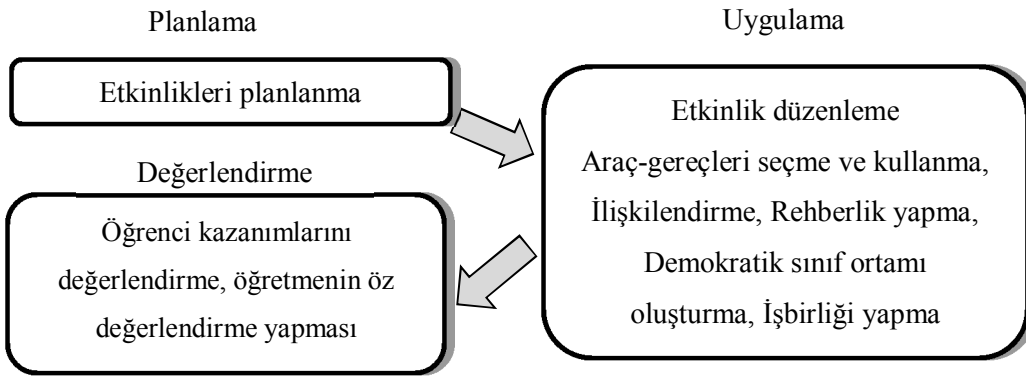 Planlama
Etkinlikleri planlanma
Uygulama
Etkinlik düzenleme
Araç-gereçleri seçme ve kullanma,
İlişkilendirme, Rehberlik yapma,
Demokratik sınıf ortamı
oluşturma, İşbirliği yapma
Değerlendirme
Öğrenci kazanımlarını
değerlendirme, öğretmenin öz
değerlendirme yapması